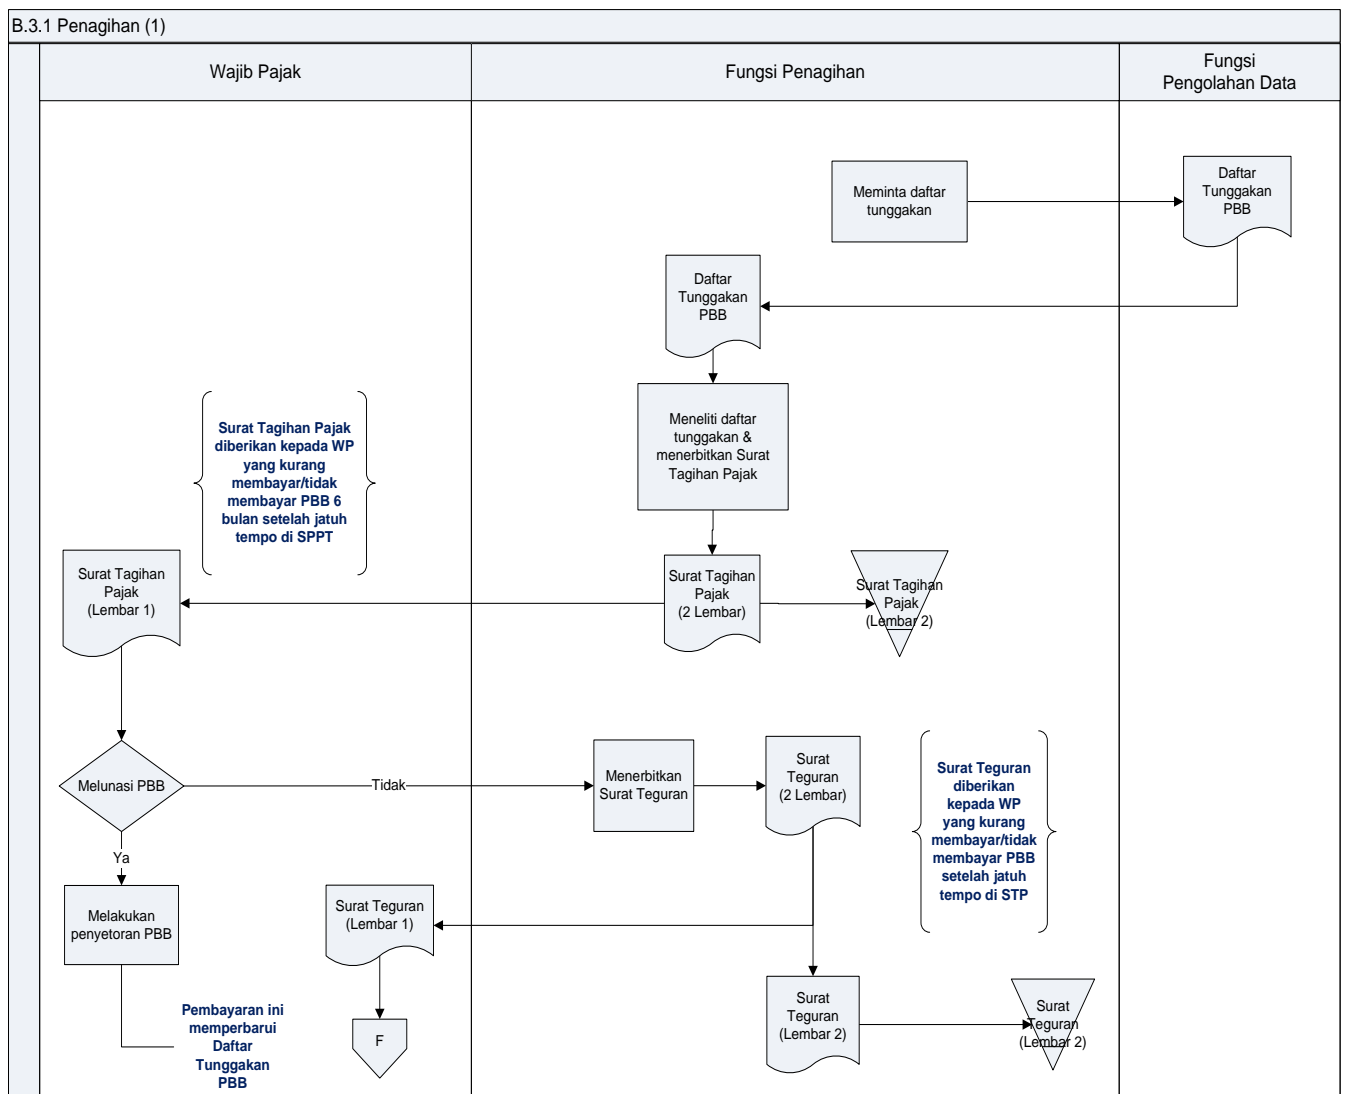 B.3.1 Penagihan (1)
Wajib Pajak
Fungsi Penagihan
Fungsi
Pengolahan Data
Meminta daftar
tunggakan
Daftar
Tunggakan
PBB
Daftar
Tunggakan
PBB
Meneliti daftar
tunggakan &
menerbitkan Surat
Tagihan Pajak
Surat Tagihan Pajak
diberikan kepada WP
yang kurang
membayar/tidak
membayar PBB 6
bulan setelah jatuh
tempo di SPPT
Surat Tagihan
Pajak
(Lembar 1)
Surat Tagihan
Pajak
(2 Lembar)
Surat Tagihan
Pajak
(Lembar 2)
Melunasi PBB
Tidak
Menerbitkan
Surat Teguran
Surat
Teguran
(2 Lembar)
Surat Teguran
diberikan
kepada WP
yang kurang
membayar/tidak
membayar PBB
setelah jatuh
tempo di STP
Ya
Melakukan
penyetoran PBB
Surat Teguran
(Lembar 1)
Pembayaran ini
memperbarui
Daftar
Tunggakan
PBB
F
Surat
Teguran
(Lembar 2)
Surat
Teguran
(Lembar 2)